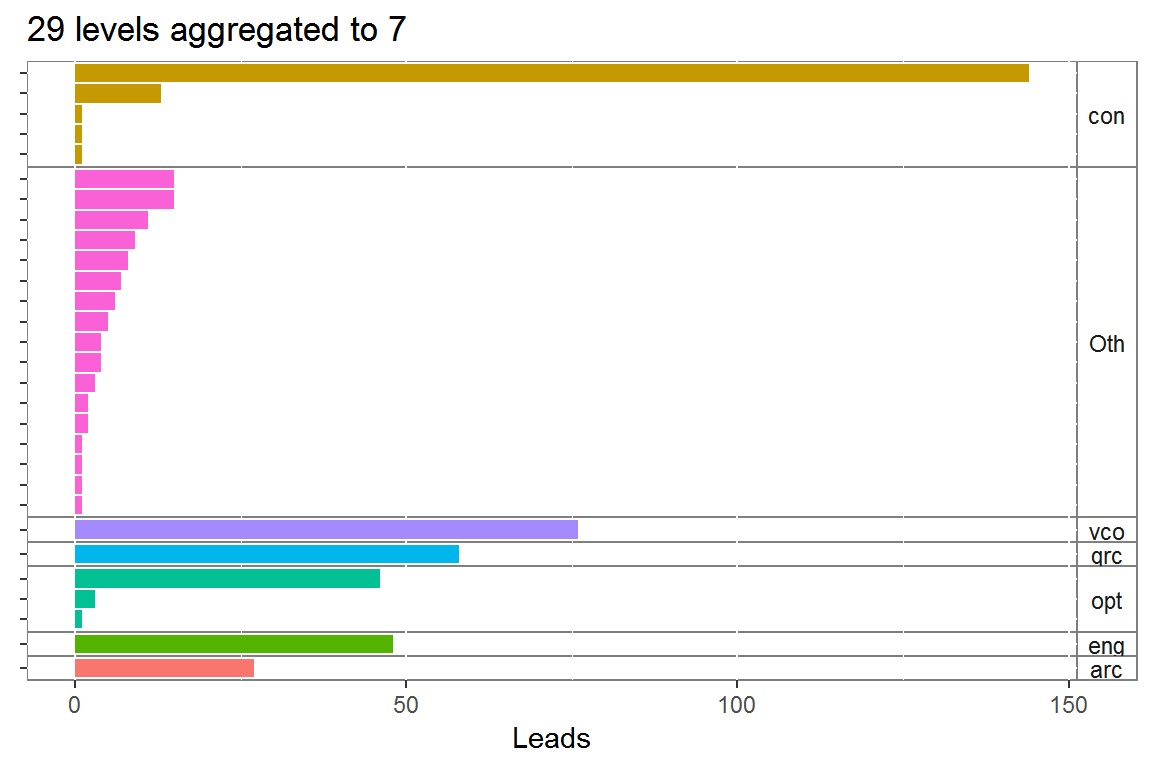 29 levels aggregated to 7
con
Oth
vco
grc
opt
eng
arc
0 50 100 150
Leads